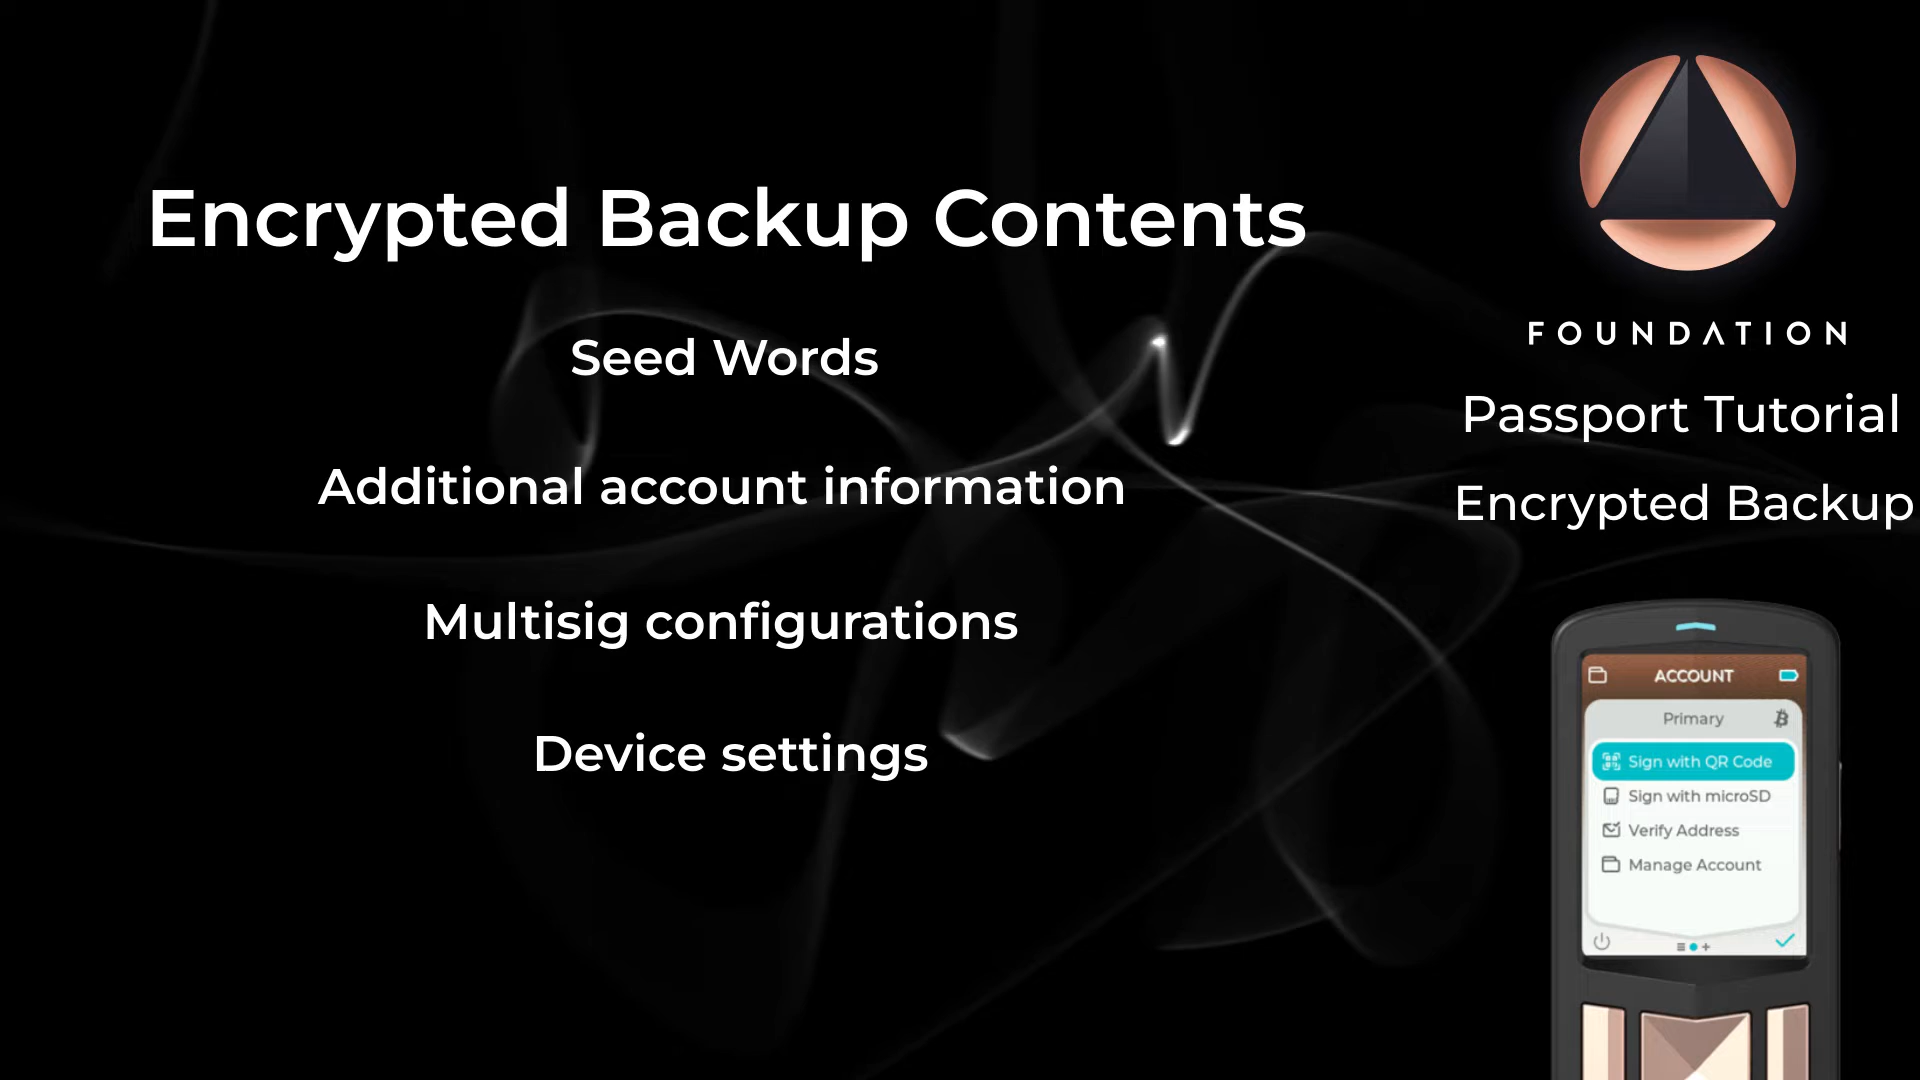 Encrypted Backup Contents
Seed Words
Additional account information
Multisig configurations
Device settings
FOUNDATION
Passport Tutorial
Encrypted Backup
ACCOUNT
Primary
Sign with QR Code
Sign with microSD
Verify Address
Manage Account